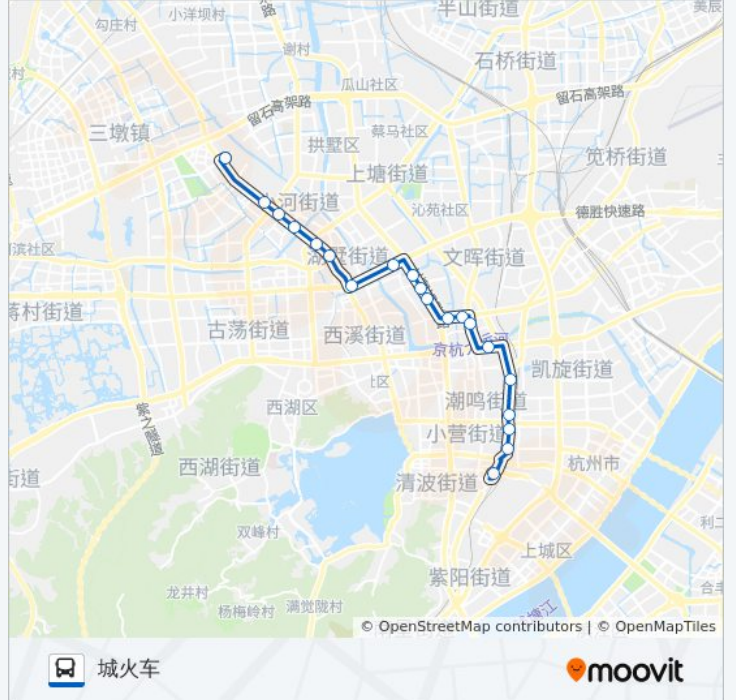 半山街道
小洋坝村
勾庄村
谢村
石桥街道
瓜山社区
留石高架路
留石高架路
三墩镇
蔡马社区
拱墅区
笕桥街道
上塘街道
小河街道
沁苑社区
德胜快速路
湖墅街道
文晖街道
蒋村街道
古荡街道
西溪街道
凯旋街道
潮鸣街道
西湖区
紫之隧道
小营街道
西湖街道
杭州市
清波街道
双峰村
上城区
紫阳街道
龙井村
杨梅岭村
满觉陇村
© OpenStreetMap contributors | © OpenMapTiles
城火车
moovit